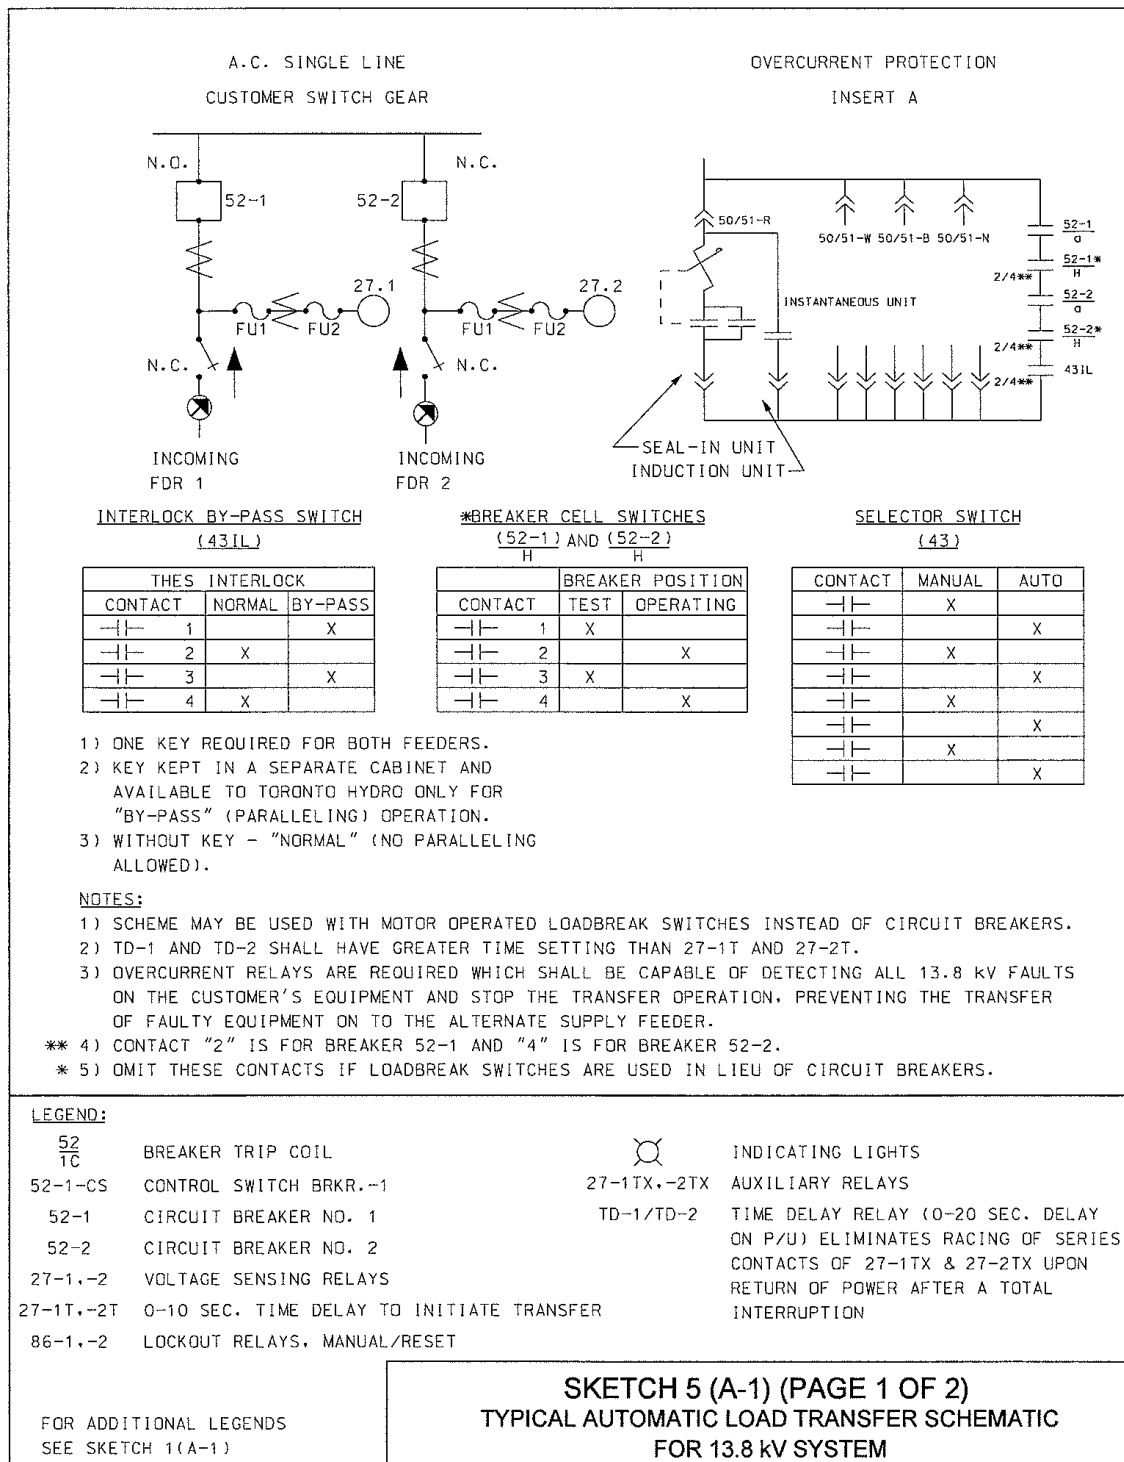 A.C. SINGLE LINE
CUSTOMER SWITCH GEAR
N.O.
N.C.
52-1
52-2
27.1
27.2
FU1
FU2
FU1
FU2
N.C.
N.C.
INCOMING
FDR 1
INCOMING
FDR 2
OVERCURRENT PROTECTION
INSERT A
50/51-R
50/51-W 50/51-B 50/51-N
52-1
a
52-1*
H
2/4**
52-2
a
52-2*
H
2/4**
43IL
2/4**
INSTANTANEOUS UNIT
SEAL-IN UNIT
INDUCTION UNIT
INTERLOCK BY-PASS SWITCH
(43IL)
THES INTERLOCK
CONTACT NORMAL BY-PASS
1 X
2 X
3 X
4 X
*BREAKER CELL SWITCHES
(52-1) AND (52-2)
H H
BREAKER POSITION
CONTACT TEST OPERATING
1 X
2 X
3 X
4 X
SELECTOR SWITCH
(43)
CONTACT MANUAL AUTO
X
X
X
X
X
X
X
X
1) ONE KEY REQUIRED FOR BOTH FEEDERS.
2) KEY KEPT IN A SEPARATE CABINET AND
AVAILABLE TO TORONTO HYDRO ONLY FOR
"BY-PASS" (PARALLELING) OPERATION.
3) WITHOUT KEY - "NORMAL" (NO PARALLELING
ALLOWED).
NOTES:
1) SCHEME MAY BE USED WITH MOTOR OPERATED LOADBREAK SWITCHES INSTEAD OF CIRCUIT BREAKERS.
2) TD-1 AND TD-2 SHALL HAVE GREATER TIME SETTING THAN 27-1T AND 27-2T.
3) OVERCURRENT RELAYS ARE REQUIRED WHICH SHALL BE CAPABLE OF DETECTING ALL 13.8 kV FAULTS
ON THE CUSTOMER'S EQUIPMENT AND STOP THE TRANSFER OPERATION, PREVENTING THE TRANSFER
OF FAULTY EQUIPMENT ON TO THE ALTERNATE SUPPLY FEEDER.
** 4) CONTACT "2" IS FOR BREAKER 52-1 AND "4" IS FOR BREAKER 52-2.
* 5) OMIT THESE CONTACTS IF LOADBREAK SWITCHES ARE USED IN LIEU OF CIRCUIT BREAKERS.
LEGEND:
52
TC BREAKER TRIP COIL
52-1-CS CONTROL SWITCH BRKR.-1
52-1 CIRCUIT BREAKER NO. 1
52-2 CIRCUIT BREAKER NO. 2
27-1,-2 VOLTAGE SENSING RELAYS
27-1T,-2T 0-10 SEC. TIME DELAY TO INITIATE TRANSFER
86-1,-2 LOCKOUT RELAYS, MANUAL/RESET
INDICATING LIGHTS
27-1TX,-2TX AUXILIARY RELAYS
TD-1/TD-2 TIME DELAY RELAY (0-20 SEC. DELAY
ON P/U) ELIMINATES RACING OF SERIES
CONTACTS OF 27-1TX & 27-2TX UPON
RETURN OF POWER AFTER A TOTAL
INTERRUPTION
FOR ADDITIONAL LEGENDS
SEE SKETCH 1(A-1)
SKETCH 5 (A-1) (PAGE 1 OF 2)
TYPICAL AUTOMATIC LOAD TRANSFER SCHEMATIC
FOR 13.8 kV SYSTEM